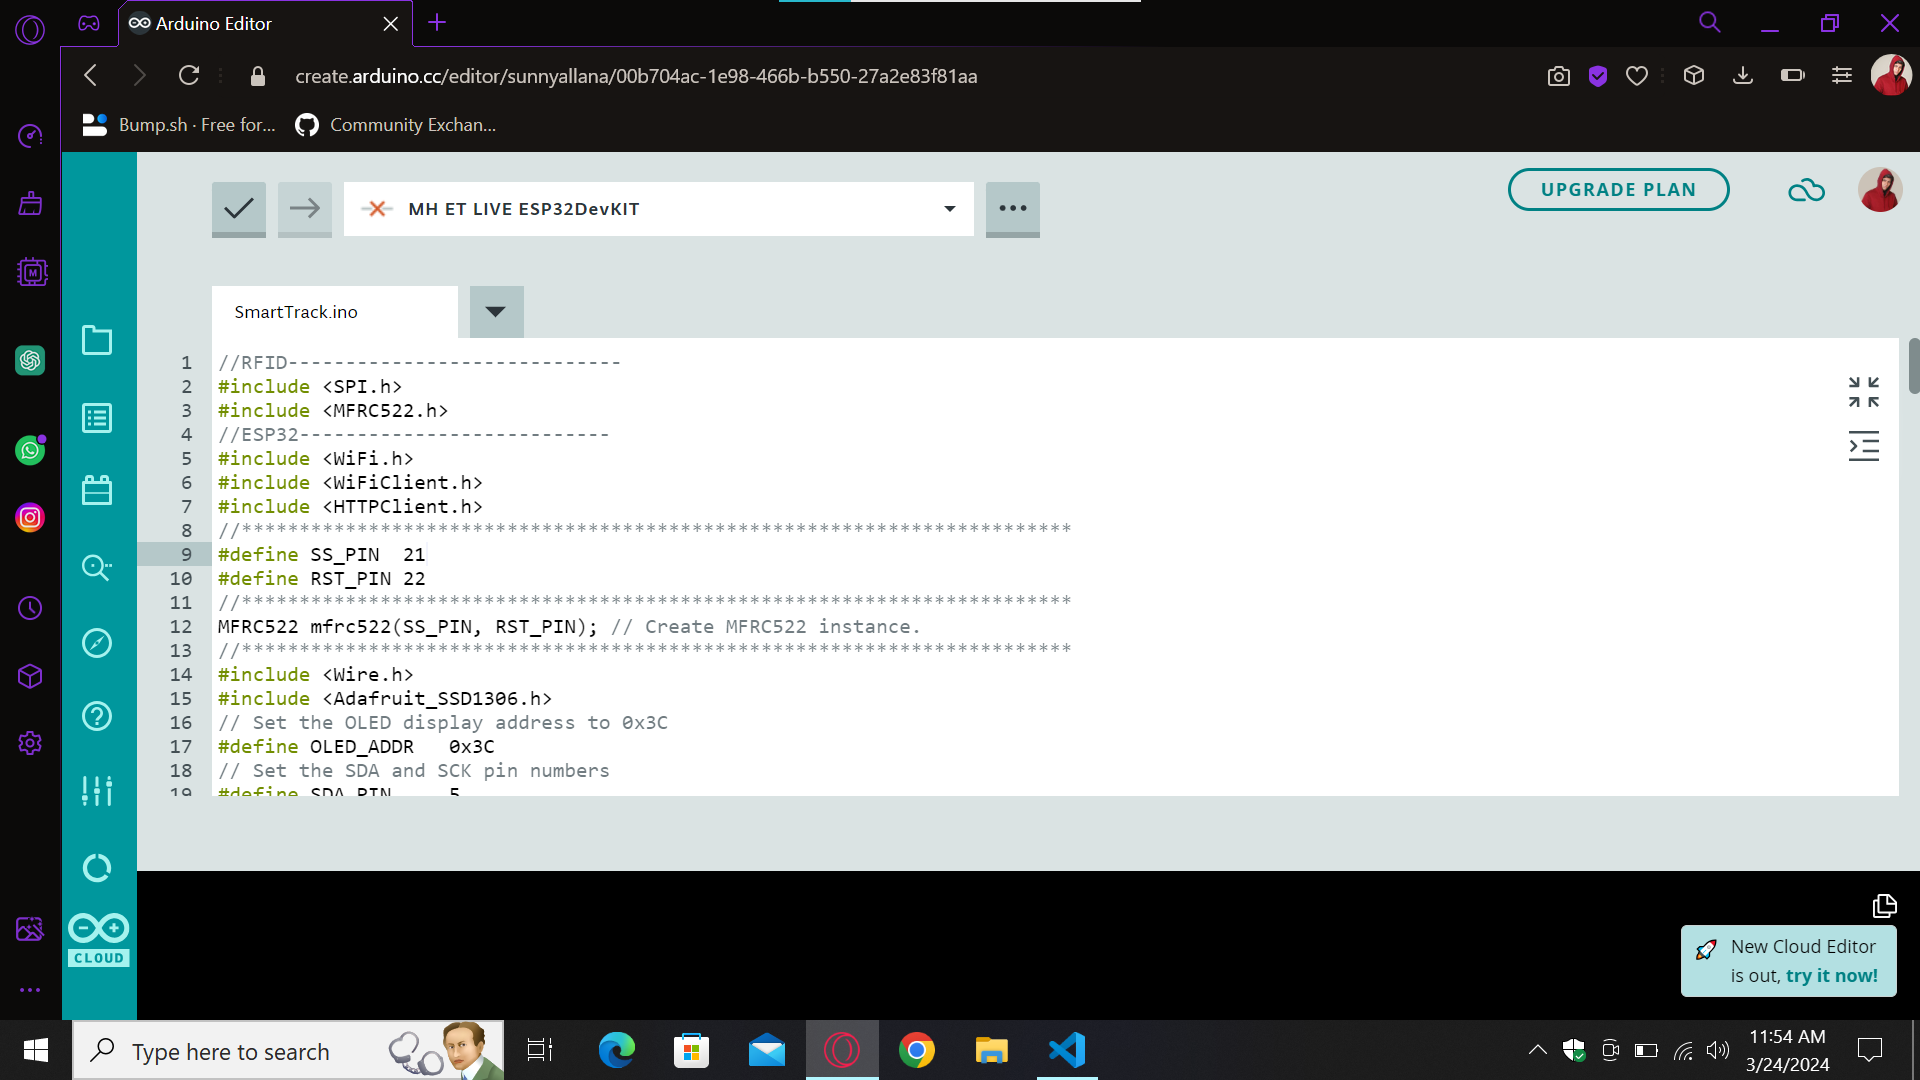 Arduino Editor
create.arduino.cc/editor/sunnyallana/00b704ac-1e98-466b-b550-27a2e83f81aa
Bump.sh · Free for...
Community Exchan...
MH ET LIVE ESP32DevKIT
UPGRADE PLAN
SmartTrack.ino
1 //RFID-----------------------------
2 #include <SPI.h>
3 #include <MFRC522.h>
4 //ESP32---------------------------
5 #include <WiFi.h>
6 #include <WiFiClient.h>
7 #include <HTTPClient.h>
8 //************************************************************************
9 #define SS_PIN  21
10 #define RST_PIN 22
11 //************************************************************************
12 MFRC522 mfrc522(SS_PIN, RST_PIN); // Create MFRC522 instance.
13 //************************************************************************
14 #include <Wire.h>
15 #include <Adafruit_SSD1306.h>
16 // Set the OLED display address to 0x3C
17 #define OLED_ADDR   0x3C
18 // Set the SDA and SCK pin numbers
19 #define SDA_PIN     5
M
CLOUD
New Cloud Editor
is out, try it now!
Type here to search
11:54 AM
3/24/2024